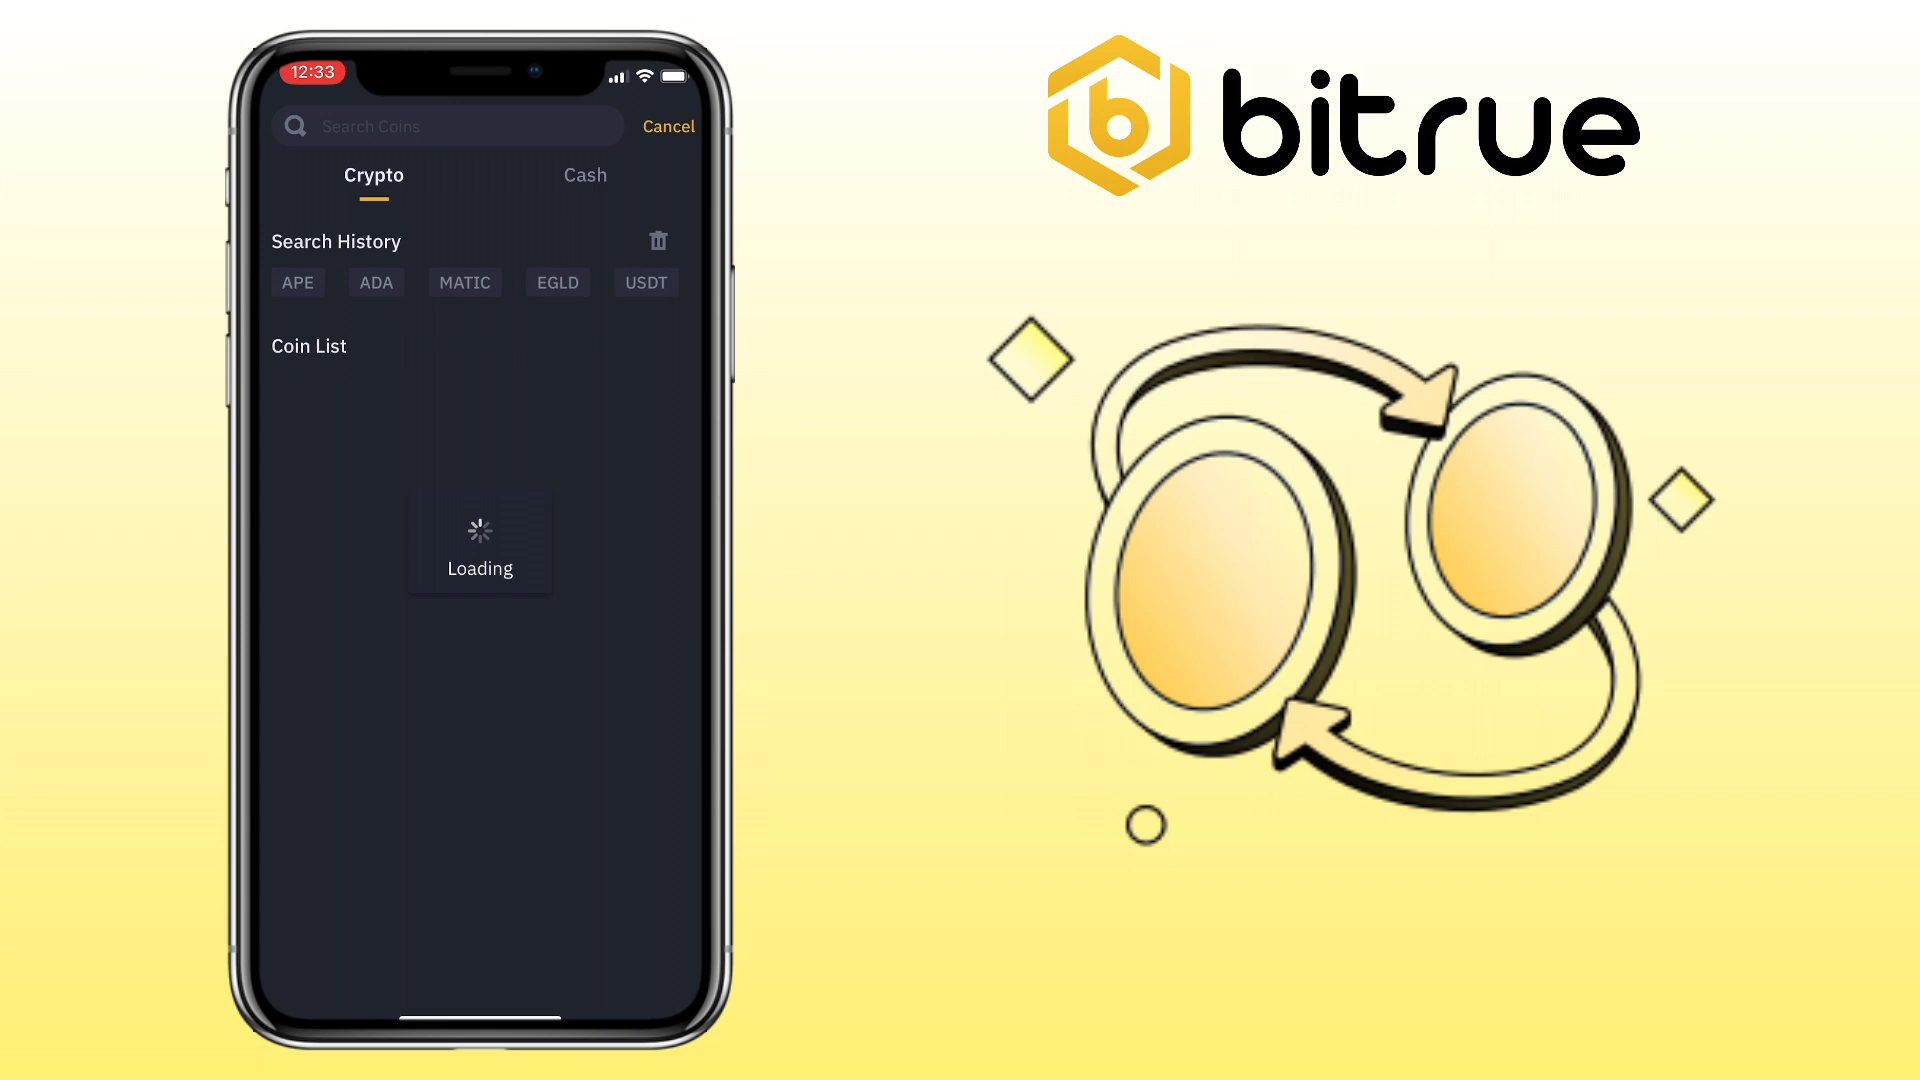 12:33
Search Coins
Cancel
Crypto
Cash
Search History
APE
ADA
MATIC
EGLD
USDT
Coin List
Loading
bitrue